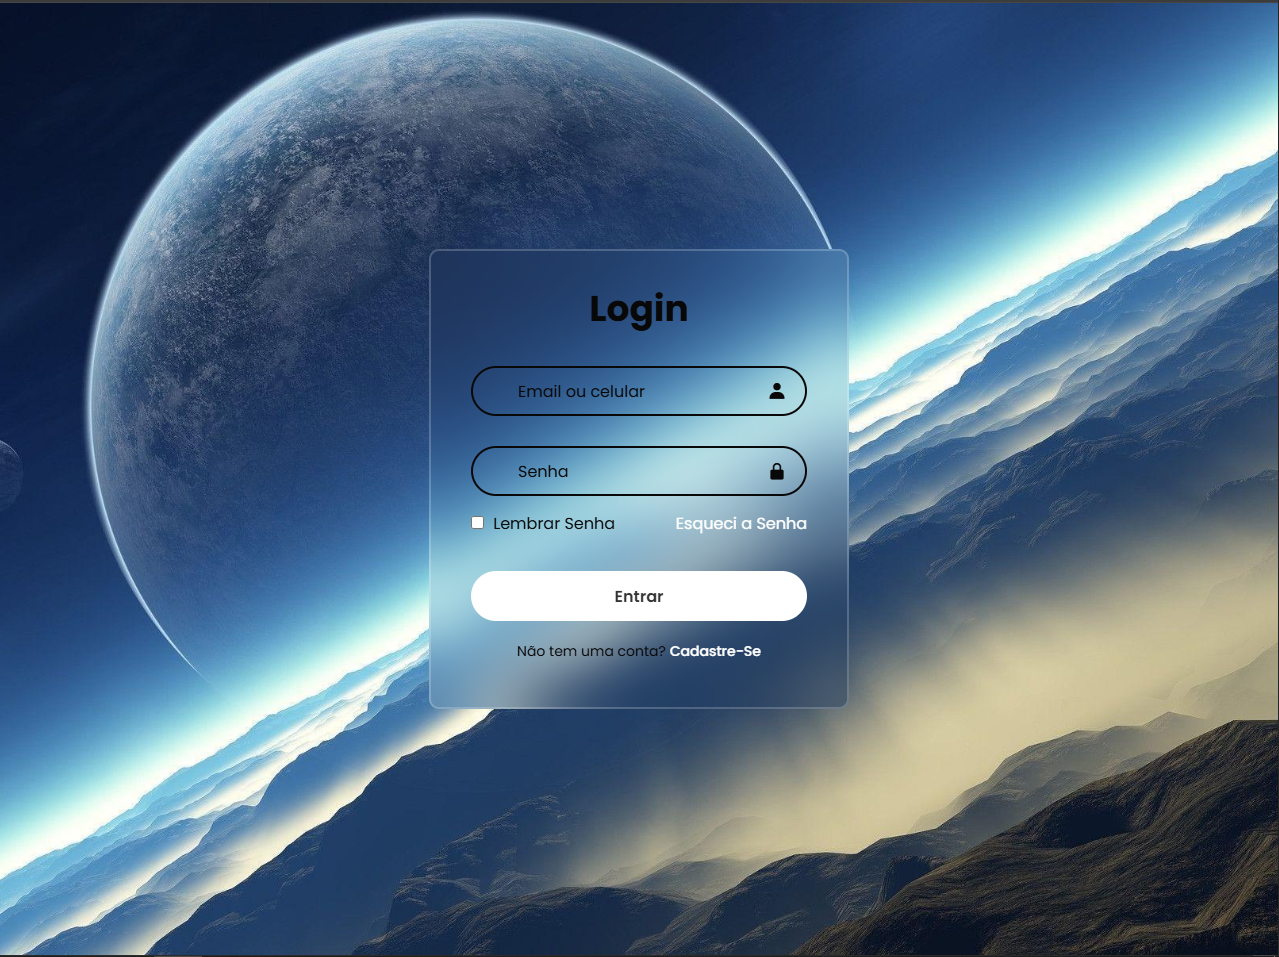 Login
Email ou celular
Senha
Lembrar Senha Esqueci a Senha
Entrar
Não tem uma conta? Cadastre-Se